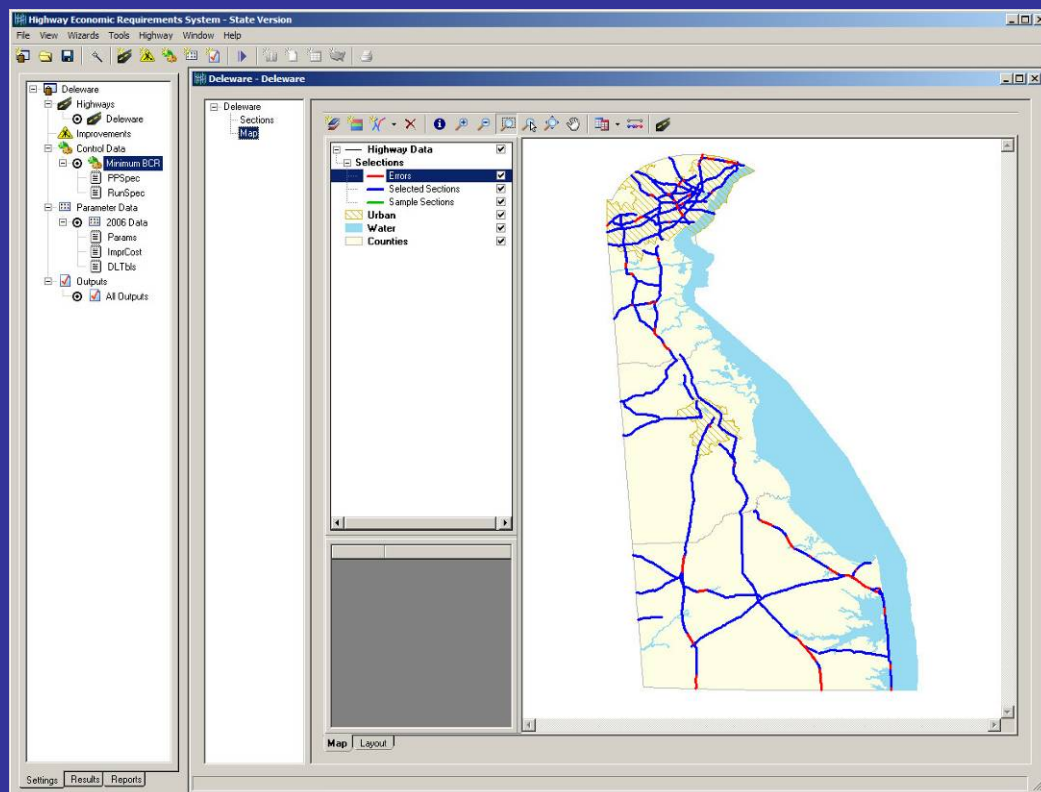 Highway Economic Requirements System - State Version
File View Wizards Tools Highway Window Help
Deleware
Highways
Deleware
Improvements
Control Data
Minimum BCR
PPSpec
RunSpec
Parameter Data
2006 Data
Params
ImprCost
DLTbls
Outputs
All Outputs
Settings Results Reports
Deleware - Deleware
Deleware
Sections
Map
Highway Data
Selections
Errors
Selected Sections
Sample Sections
Urban
Water
Counties
Map Layout